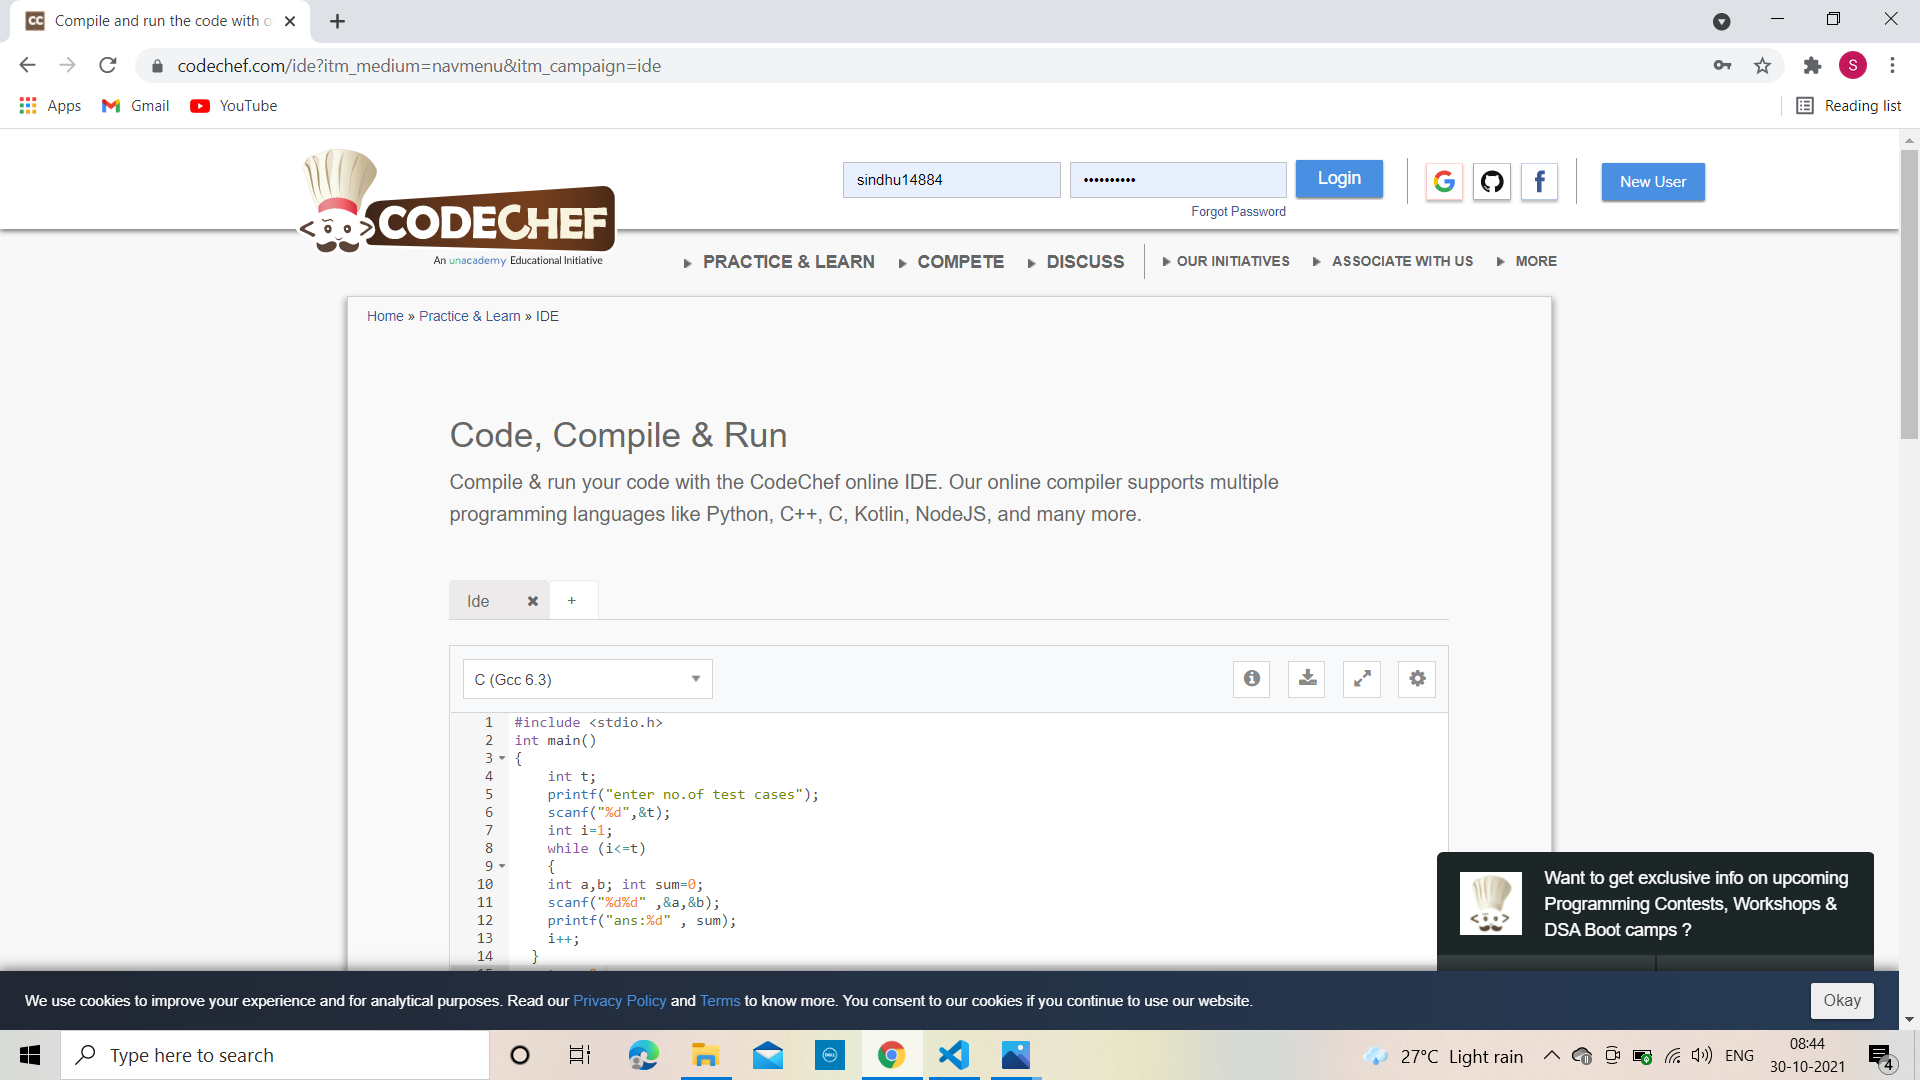 Compile and run the code with o
codechef.com/ide?itm_medium=navmenu&itm_campaign=ide
S
Apps Gmail YouTube Reading list
sindhu14884 •••••••••• Login New User
Forgot Password
CODECHEF
An unacademy Educational Initiative
PRACTICE & LEARN COMPETE DISCUSS OUR INITIATIVES ASSOCIATE WITH US MORE
Home » Practice & Learn » IDE
Code, Compile & Run
Compile & run your code with the CodeChef online IDE. Our online compiler supports multiple
programming languages like Python, C++, C, Kotlin, NodeJS, and many more.
Ide +
C (Gcc 6.3)
1 #include <stdio.h>
2 int main()
3 {
4 int t;
5 printf("enter no.of test cases");
6 scanf("%d",&t);
7 int i=1;
8 while (i<=t)
9 {
10 int a,b; int sum=0;
11 scanf("%d%d" ,&a,&b);
12 printf("ans:%d" , sum);
13 i++;
14 }
Want to get exclusive info on upcoming
Programming Contests, Workshops &
DSA Boot camps ?
We use cookies to improve your experience and for analytical purposes. Read our Privacy Policy and Terms to know more. You consent to our cookies if you continue to use our website. Okay
Type here to search
27°C Light rain
ENG
08:44
30-10-2021
4